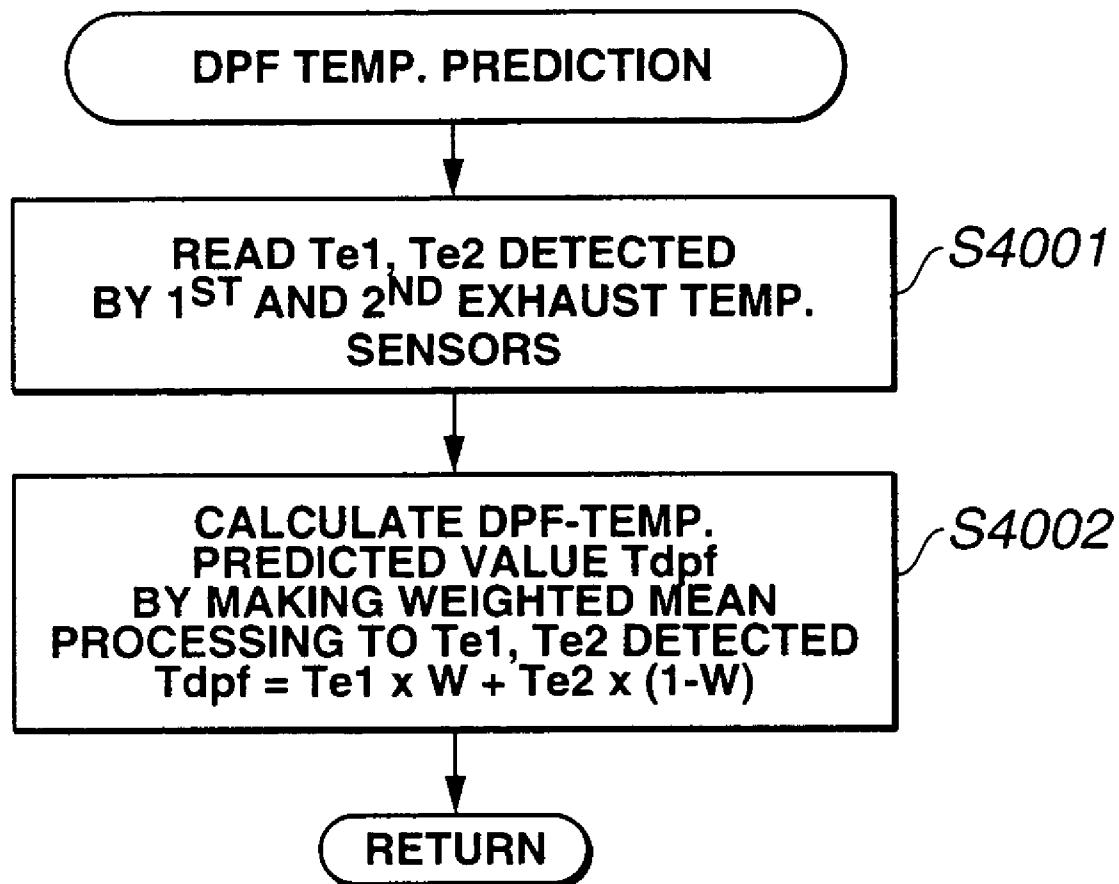 DPF TEMP. PREDICTION
READ Te1, Te2 DETECTED
BY 1ST AND 2ND EXHAUST TEMP.
SENSORS
S4001
CALCULATE DPF-TEMP.
PREDICTED VALUE Tdpf
BY MAKING WEIGHTED MEAN
PROCESSING TO Te1, Te2 DETECTED
Tdpf = Te1 x W + Te2 x (1-W)
S4002
RETURN